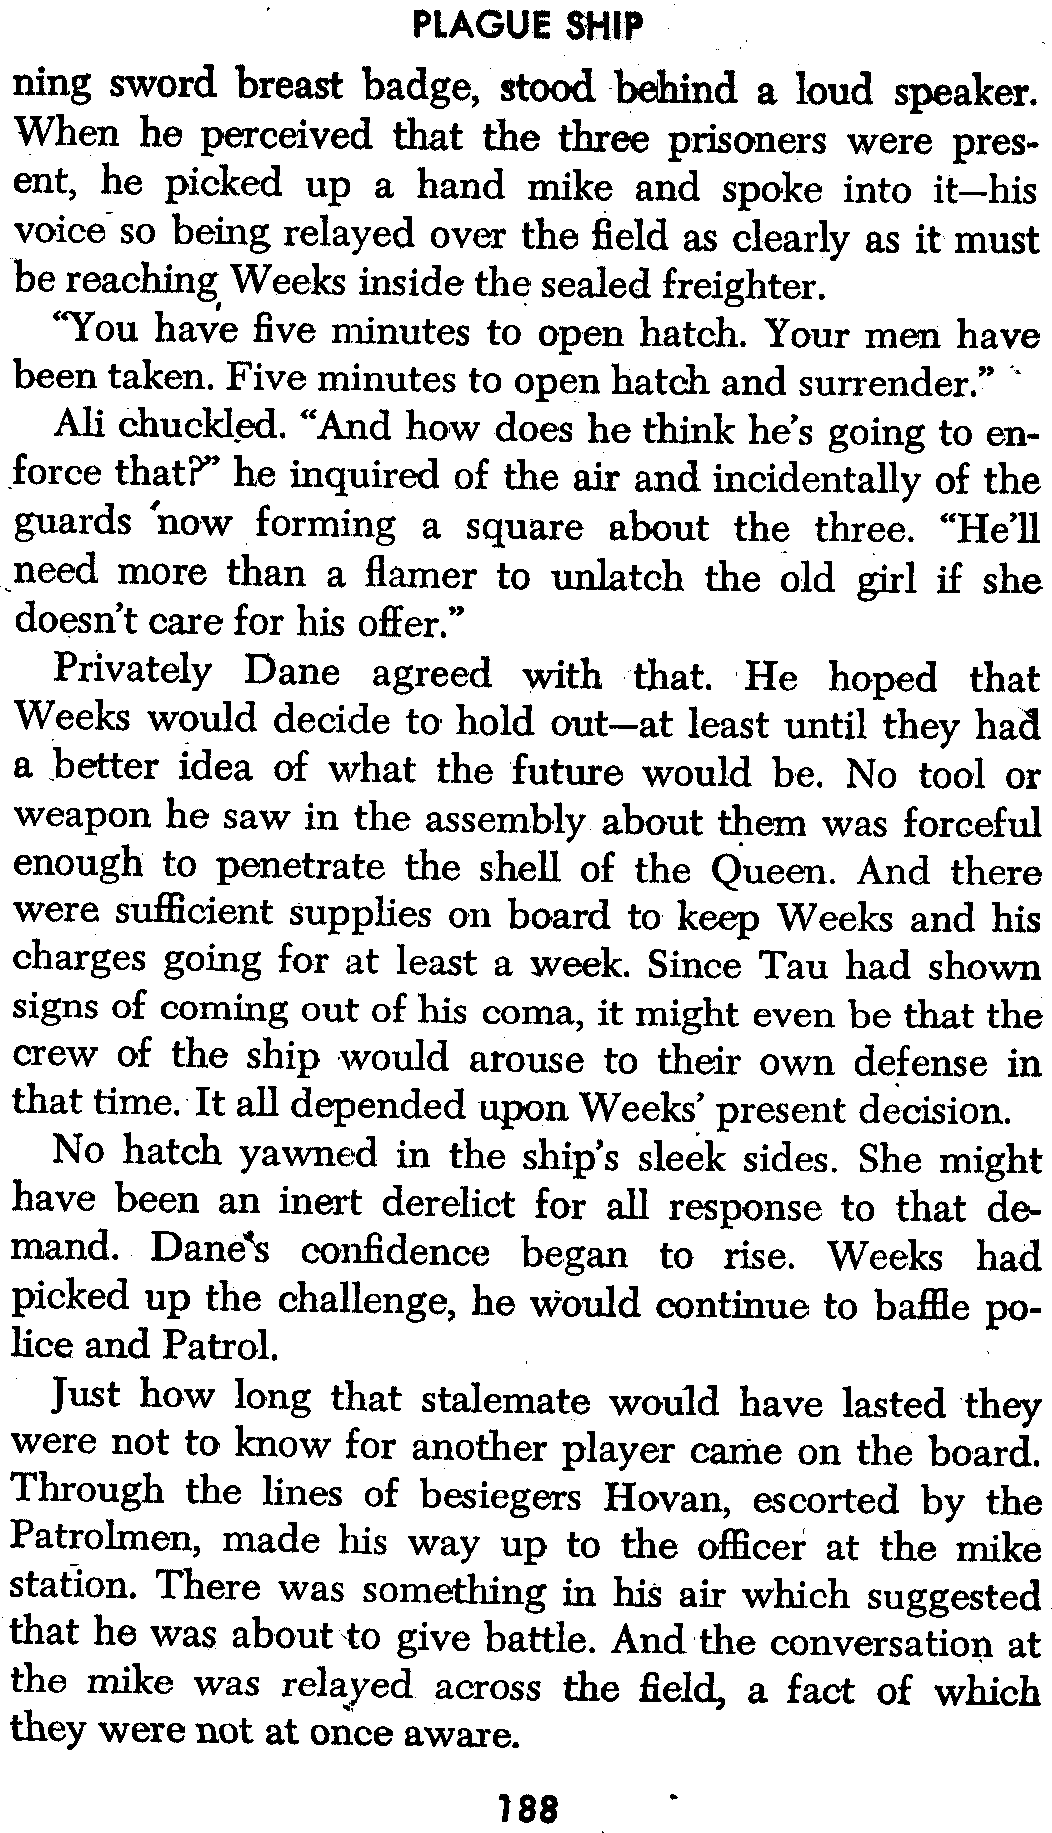 PLAGUE SHIP
ning sword breast badge, stood behind a loud speaker.
When he perceived that the three prisoners were pres-
ent, he picked up a hand mike and spoke into it—his
voice so being relayed over the field as clearly as it must
be reaching Weeks inside the sealed freighter.
“You have five minutes to open hatch. Your men have
been taken. Five minutes to open hatch and surrender.”
Ali chuckled. “And how does he think he’s going to en-
force that?” he inquired of the air and incidentally of the
guards now forming a square about the three. “He’ll
need more than a flamer to unlatch the old girl if she
doesn’t care for his offer.”
Privately Dane agreed with that. He hoped that
Weeks would decide to hold out—at least until they had
a better idea of what the future would be. No tool or
weapon he saw in the assembly about them was forceful
enough to penetrate the shell of the Queen. And there
were sufficient supplies on board to keep Weeks and his
charges going for at least a week. Since Tau had shown
signs of coming out of his coma, it might even be that the
crew of the ship would arouse to their own defense in
that time. It all depended upon Weeks’ present decision.
No hatch yawned in the ship’s sleek sides. She might
have been an inert derelict for all response to that de-
mand. Dane’s confidence began to rise. Weeks had
picked up the challenge, he would continue to baffle po-
lice and Patrol.
Just how long that stalemate would have lasted they
were not to know for another player came on the board.
Through the lines of besiegers Hovan, escorted by the
Patrolmen, made his way up to the officer at the mike
station. There was something in his air which suggested
that he was about to give battle. And the conversation at
the mike was relayed across the field, a fact of which
they were not at once aware.
188